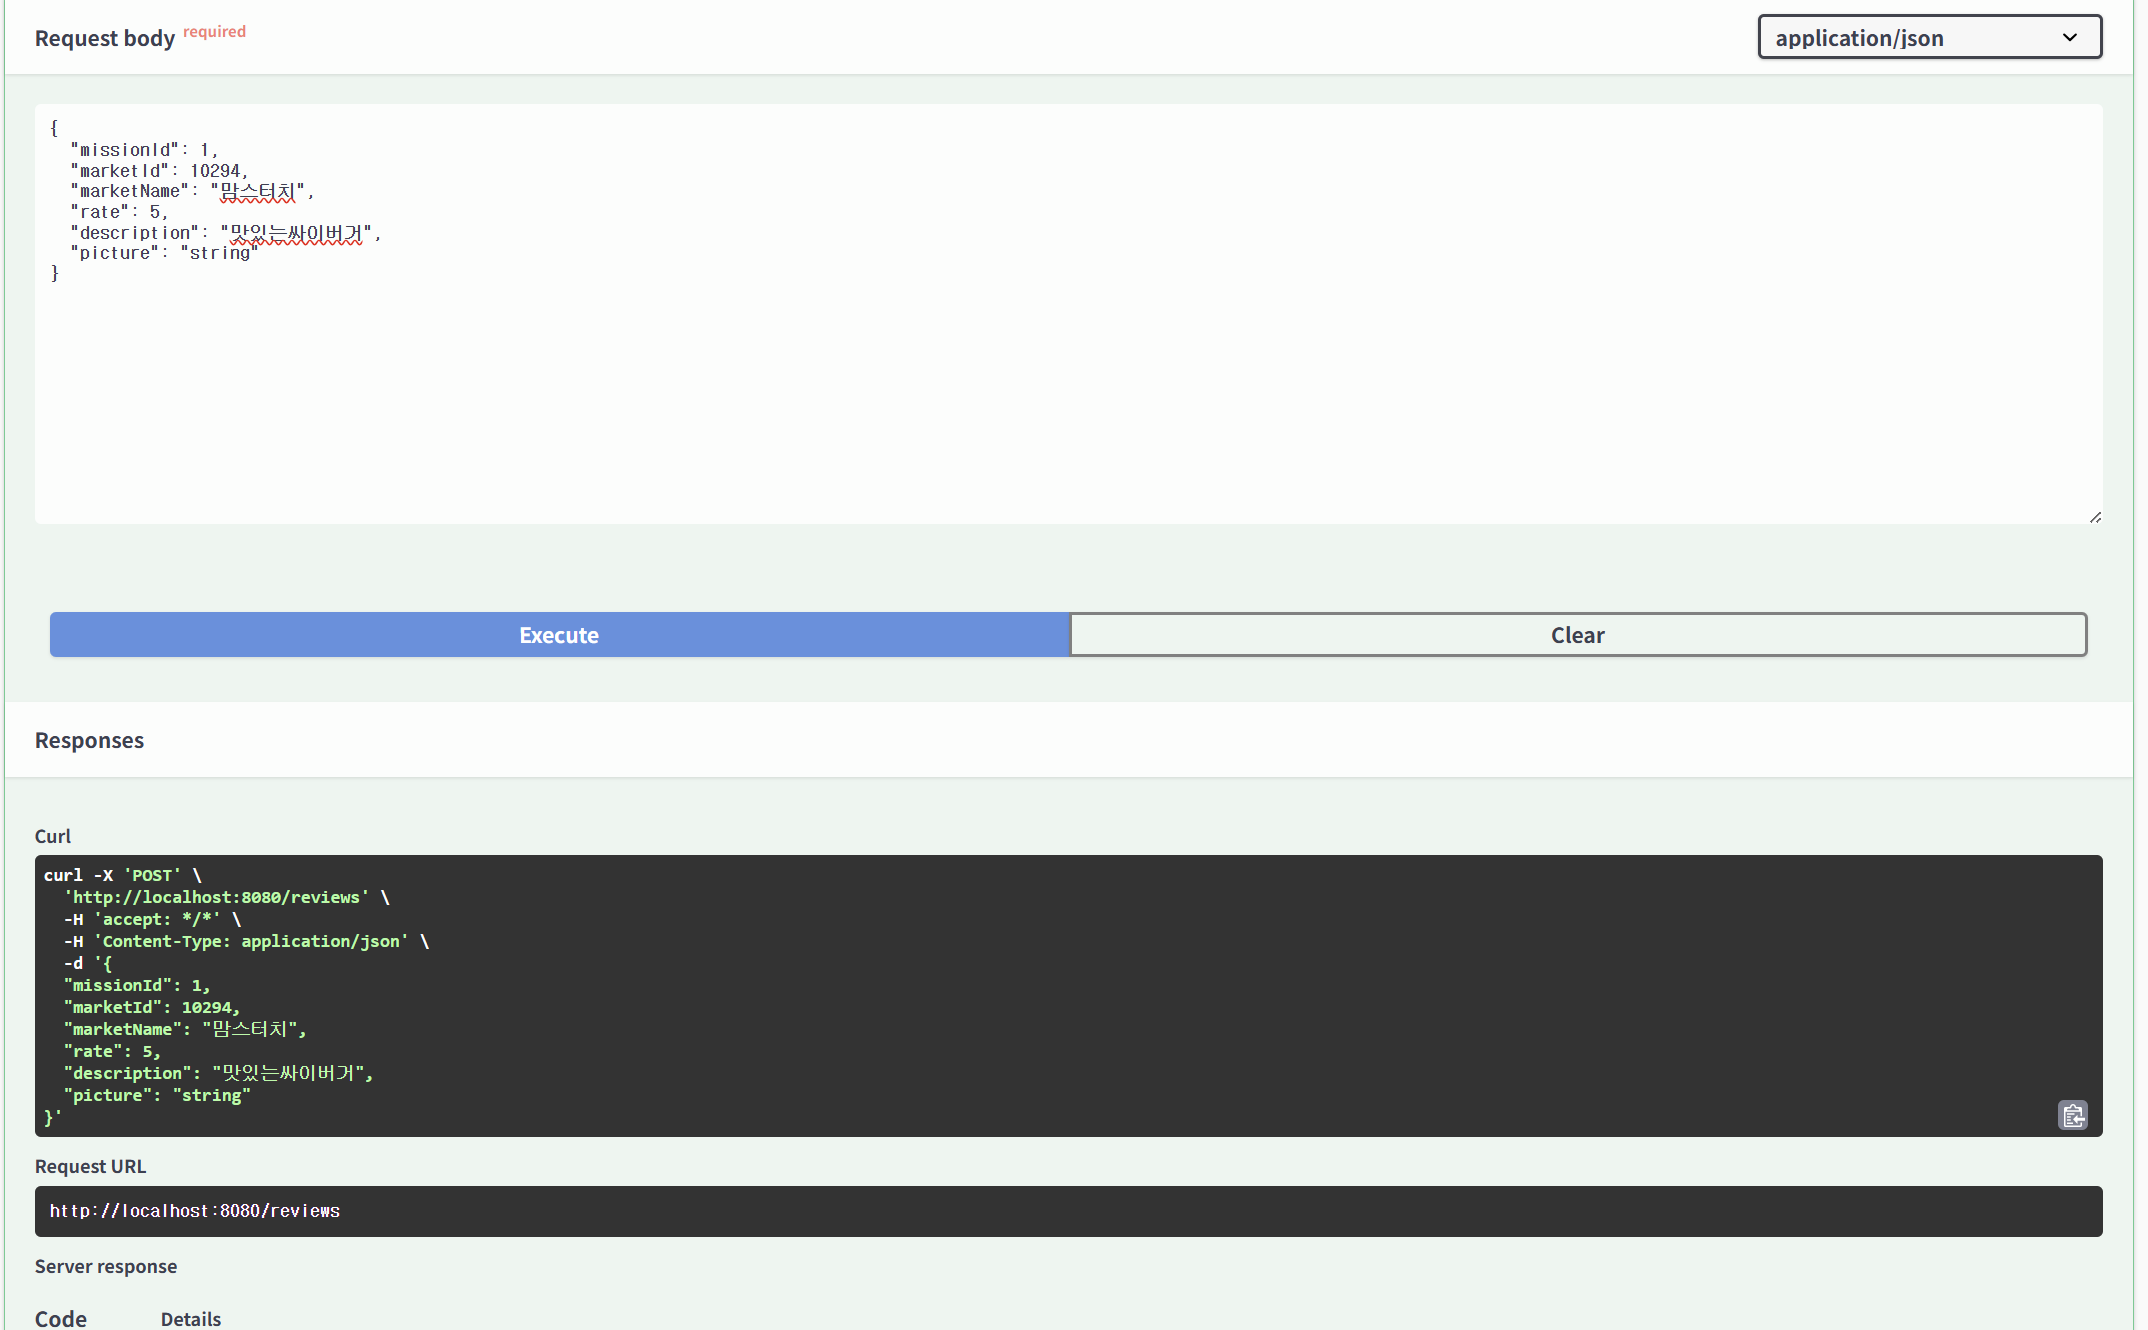 Request body required
application/json
{
  "missionId": 1,
  "marketId": 10294,
  "marketName": "맘스터치",
  "rate": 5,
  "description": "맛있는싸이버거",
  "picture": "string"
}
Execute
Clear
Responses
Curl
curl -X 'POST' \
  'http://localhost:8080/reviews' \
  -H 'accept: */*' \
  -H 'Content-Type: application/json' \
  -d '{
  "missionId": 1,
  "marketId": 10294,
  "marketName": "맘스터치",
  "rate": 5,
  "description": "맛있는싸이버거",
  "picture": "string"
}'
Request URL
http://localhost:8080/reviews
Server response
Code Details